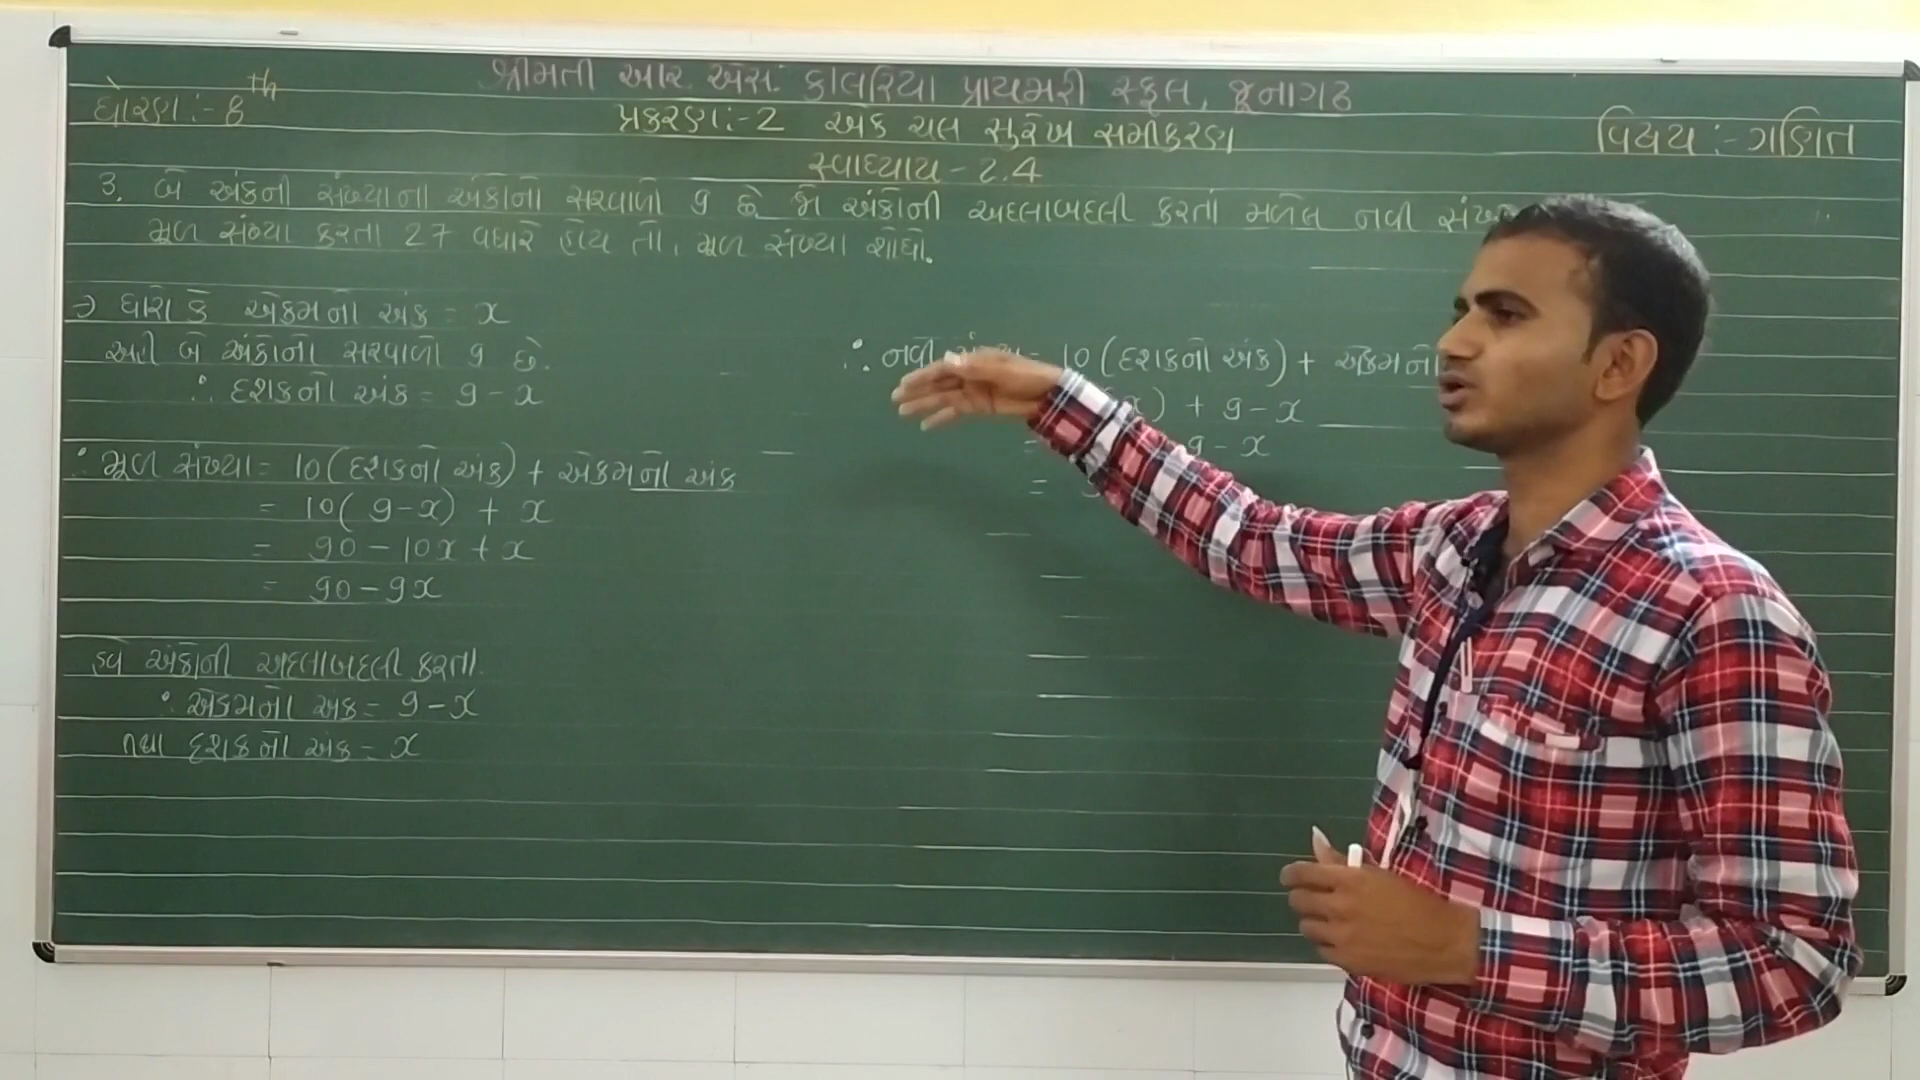 શ્રીમતી આર. એસ. કાલરિયા પ્રાયમરી સ્કૂલ, જૂનાગઢ
ધોરણ :- 8th
પ્રકરણ :- 2 એક ચલ સુરેખ સમીકરણ
વિષય :- ગણિત
સ્વાધ્યાય - 2.4
3. બે અંકની સંખ્યાના અંકોનો સરવાળો 9 છે જો અંકોની અદલાબદલી કરતાં મળેલ નવી
મૂળ સંખ્યા કરતા 27 વધારે હોય તો, મૂળ સંખ્યા શોધો.
→ ધારો કે એકમનો અંક = x
અહી બે અંકોનો સરવાળો 9 છે.
∴ દશકનો અંક = 9 - x
∴ મૂળ સંખ્યા = 10 (દશકનો અંક) + એકમનો અંક
= 10( 9-x) + x
= 90 - 10x + x
= 90 - 9x
હવે અંકોની અદલાબદલી કરતા.
∴ એકમનો અંક = 9 - x
તથા દશકનો અંક = x
∴ નવી = 10 (દશકનો અંક) + એકમનો
x) + 9 - x
= 9 - x
=